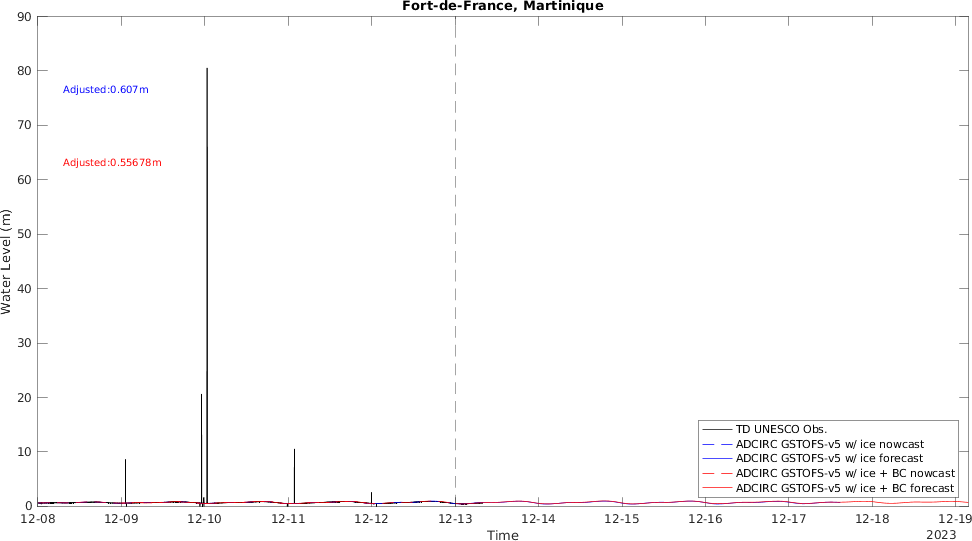 Fort-de-France, Martinique
90
80
70
60
50
40
30
20
10
0
Water Level (m)
Adjusted:0.607m
Adjusted:0.55678m
TD UNESCO Obs.
ADCIRC GSTOFS-v5 w/ ice nowcast
ADCIRC GSTOFS-v5 w/ ice forecast
ADCIRC GSTOFS-v5 w/ ice + BC nowcast
ADCIRC GSTOFS-v5 w/ ice + BC forecast
12-08 12-09 12-10 12-11 12-12 12-13 12-14 12-15 12-16 12-17 12-18 12-19
Time
2023